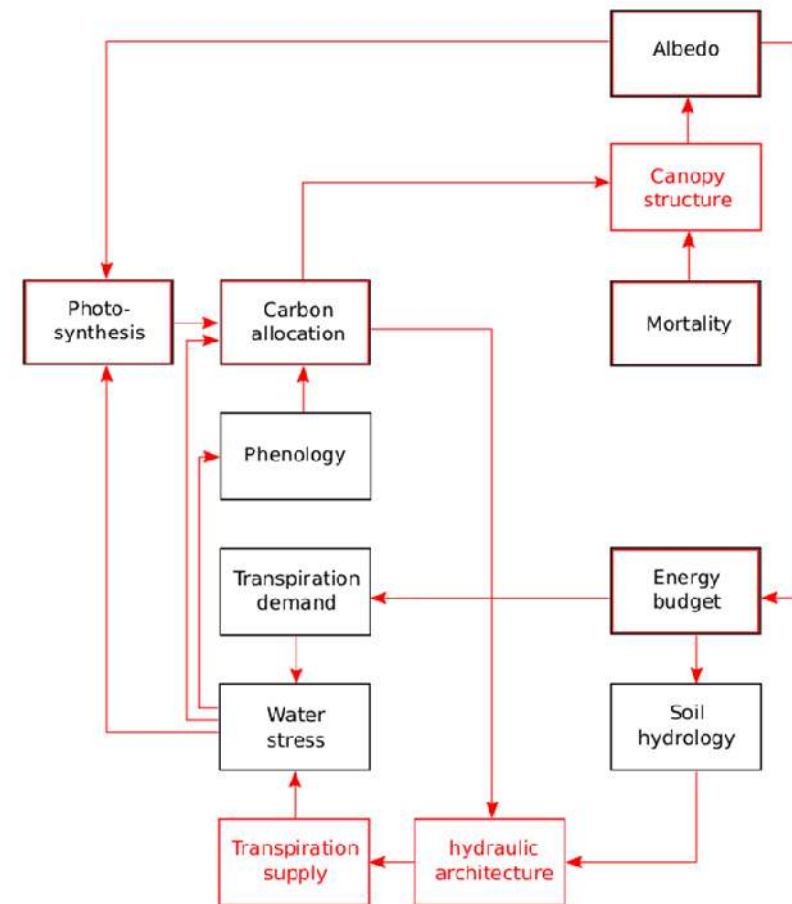 Albedo
Canopy
structure
Photo-
synthesis
Carbon
allocation
Mortality
Phenology
Transpiration
demand
Energy
budget
Water
stress
Soil
hydrology
Transpiration
supply
hydraulic
architecture